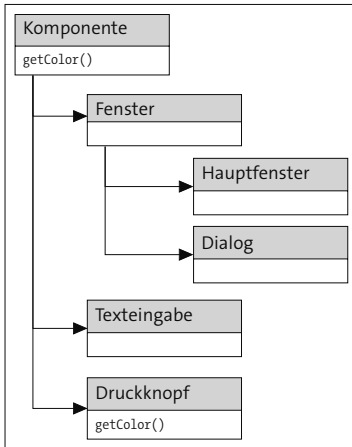 Komponente
getColor()
Fenster
Hauptfenster
Dialog
Texteingabe
Druckknopf
getColor()